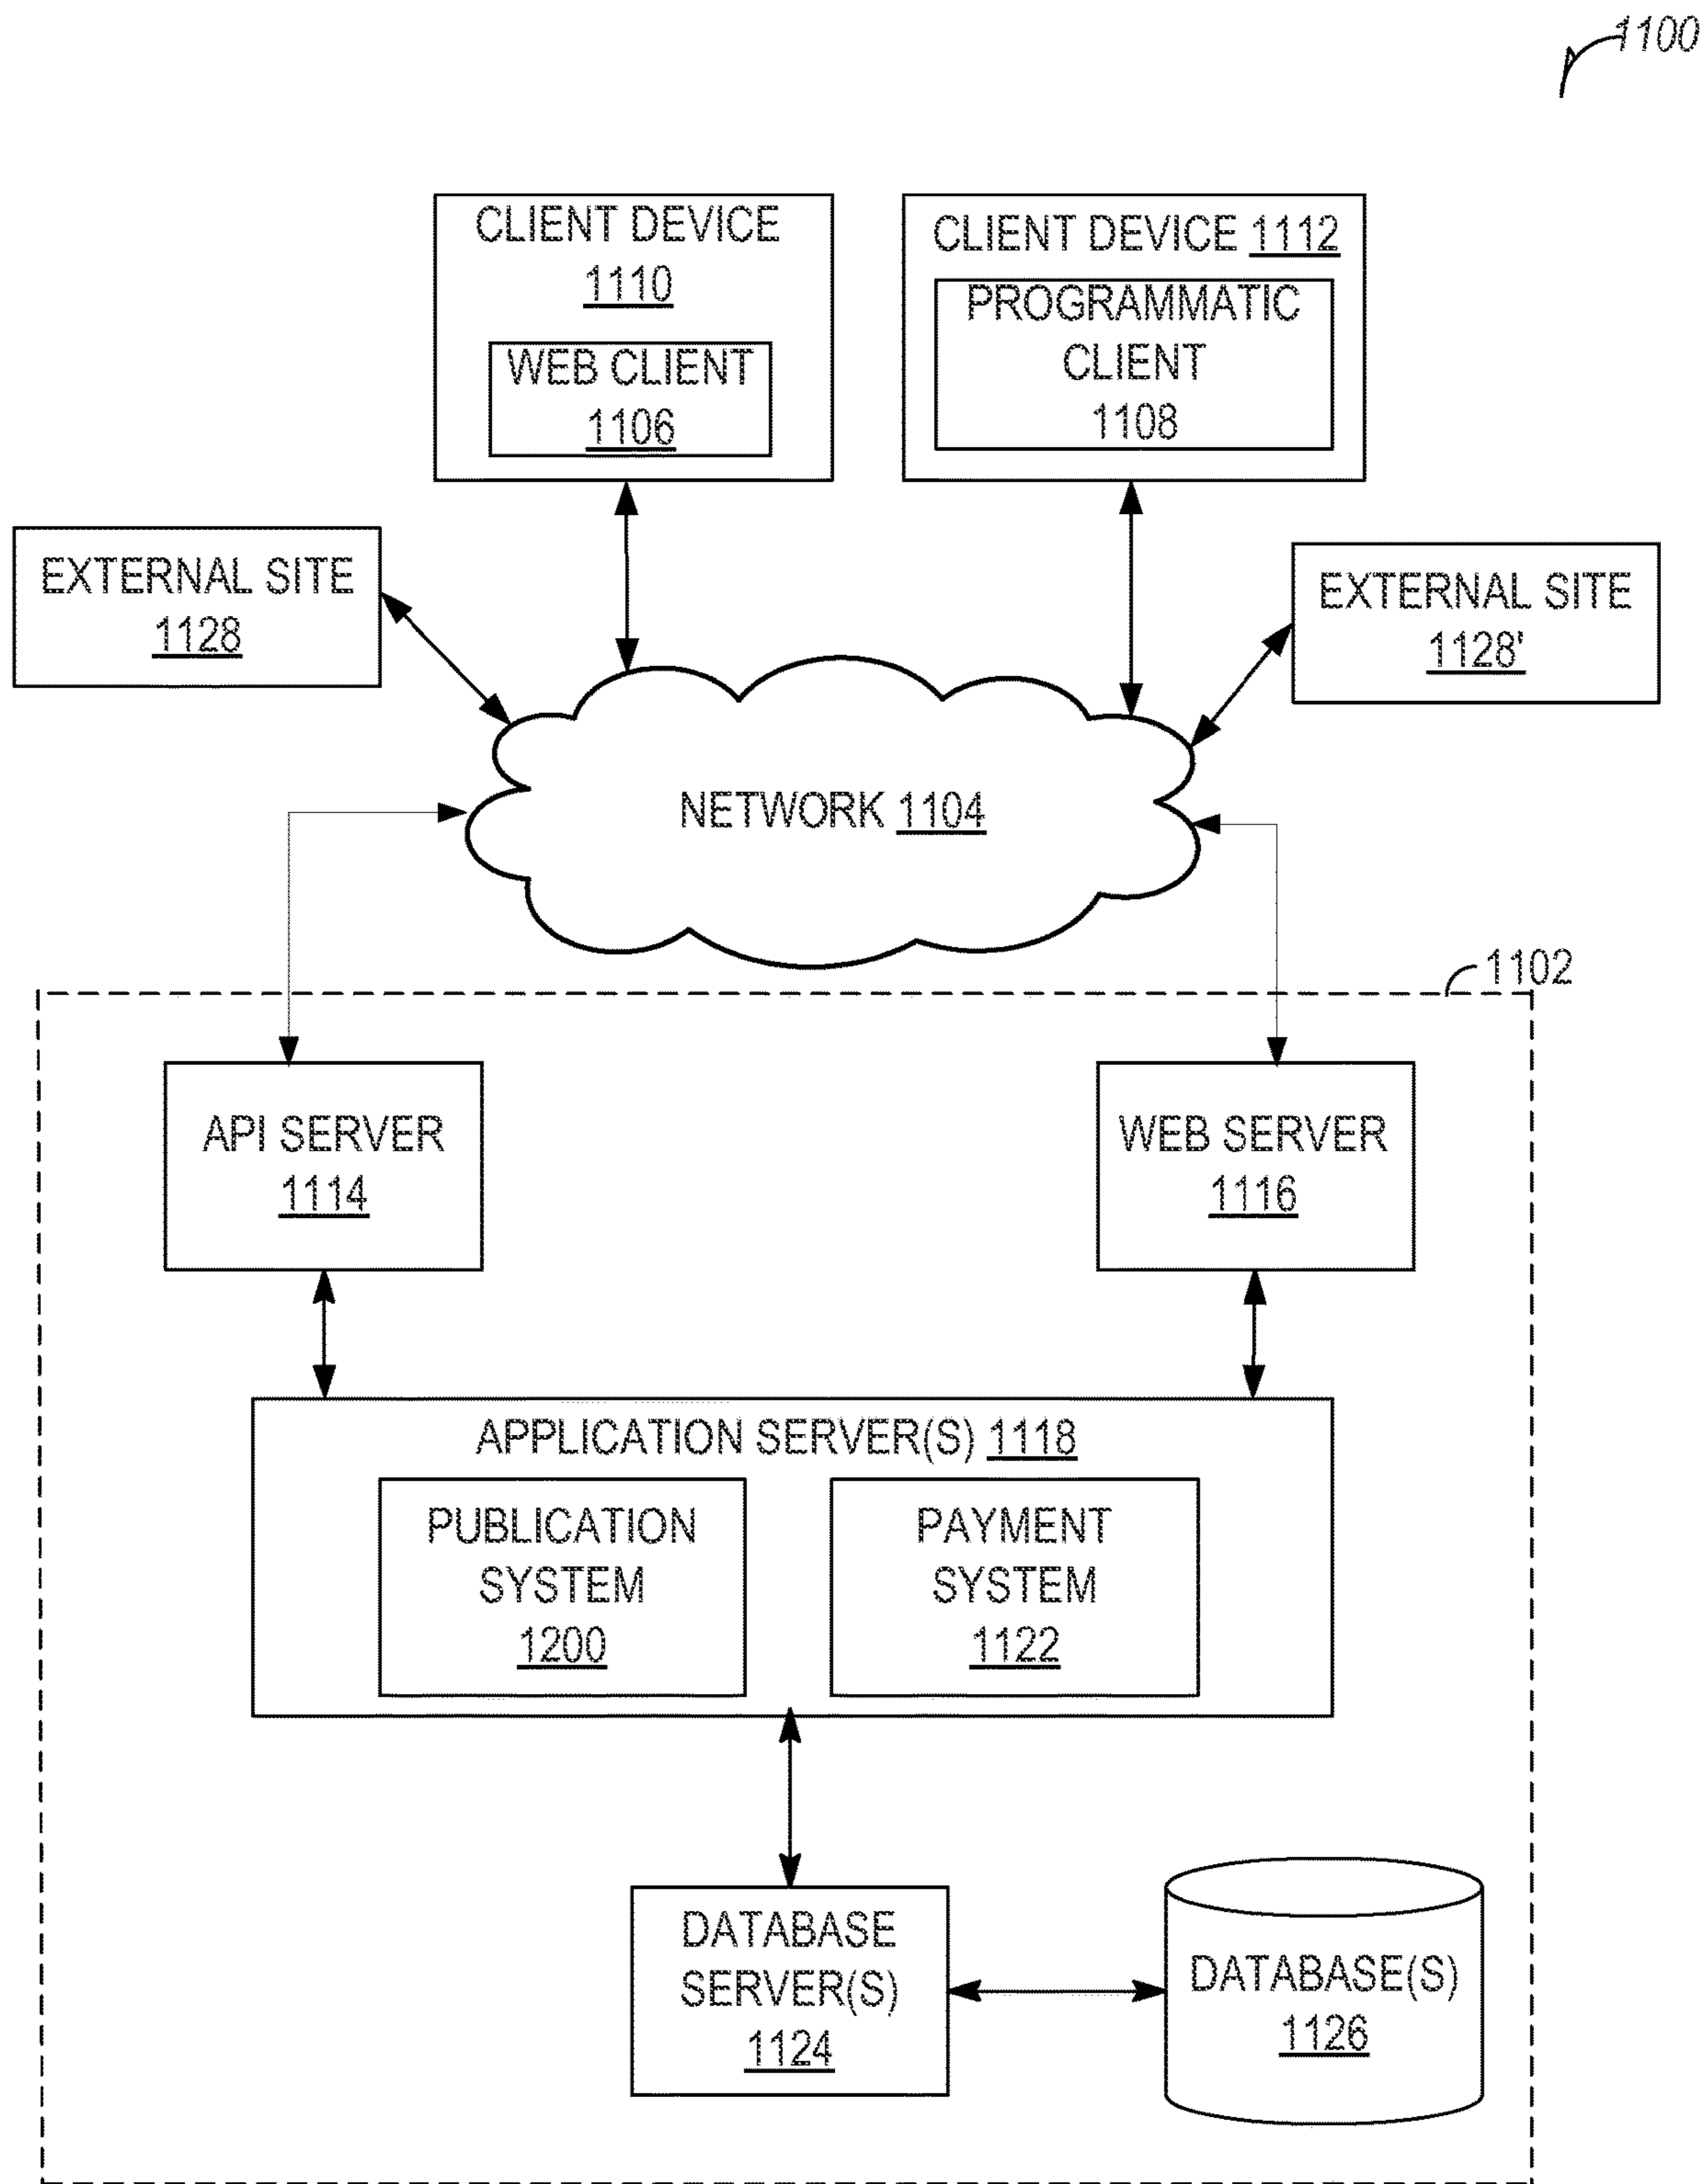 1100
CLIENT DEVICE
1110
WEB CLIENT
1106
CLIENT DEVICE 1112
PROGRAMMATIC
CLIENT
1108
EXTERNAL SITE
1128
EXTERNAL SITE
1128'
NETWORK 1104
1102
API SERVER
1114
WEB SERVER
1116
APPLICATION SERVER(S) 1118
PUBLICATION
SYSTEM
1200
PAYMENT
SYSTEM
1122
DATABASE
SERVER(S)
1124
DATABASE(S)
1126